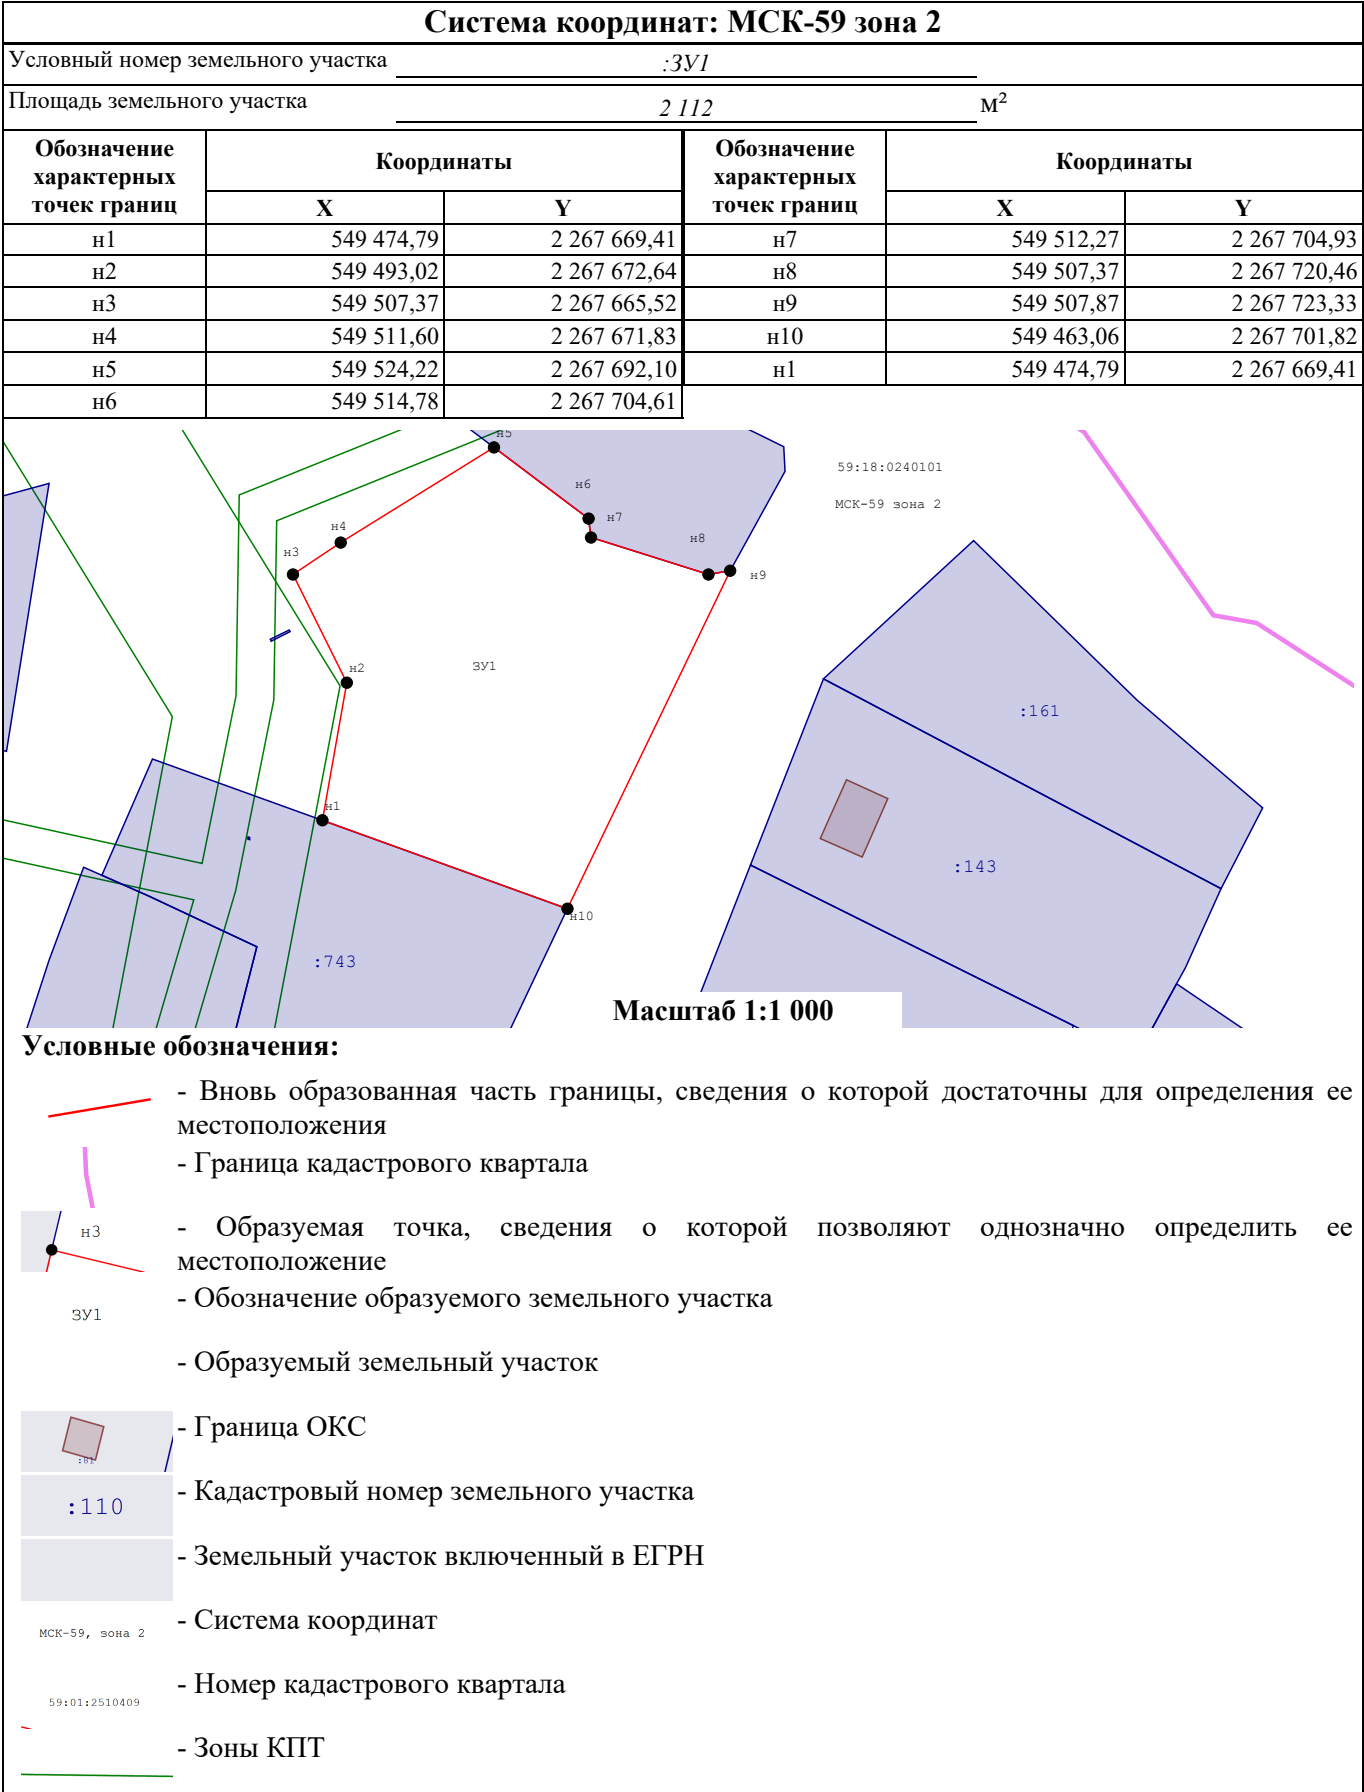 Система координат: МСК-59 зона 2
Условный номер земельного участка :ЗУ1
Площадь земельного участка 2 112 м²
Обозначение характерных точек границ Координаты Обозначение характерных точек границ Координаты
X Y X Y
н1 549 474,79 2 267 669,41 н7 549 512,27 2 267 704,93
н2 549 493,02 2 267 672,64 н8 549 507,37 2 267 720,46
н3 549 507,37 2 267 665,52 н9 549 507,87 2 267 723,33
н4 549 511,60 2 267 671,83 н10 549 463,06 2 267 701,82
н5 549 524,22 2 267 692,10 н1 549 474,79 2 267 669,41
н6 549 514,78 2 267 704,61
н5
59:18:0240101
н6
МСК-59 зона 2
н7
н4
н8
н3
н9
н2
ЗУ1
:161
н1
:143
н10
:743
Масштаб 1:1 000
Условные обозначения:
- Вновь образованная часть границы, сведения о которой достаточны для определения ее
местоположения
- Граница кадастрового квартала
н3
- Образуемая точка, сведения о которой позволяют однозначно определить ее
местоположение
ЗУ1
- Обозначение образуемого земельного участка
- Образуемый земельный участок
:81
- Граница ОКС
:110
- Кадастровый номер земельного участка
- Земельный участок включенный в ЕГРН
МСК-59, зона 2
- Система координат
59:01:2510409
- Номер кадастрового квартала
- Зоны КПТ